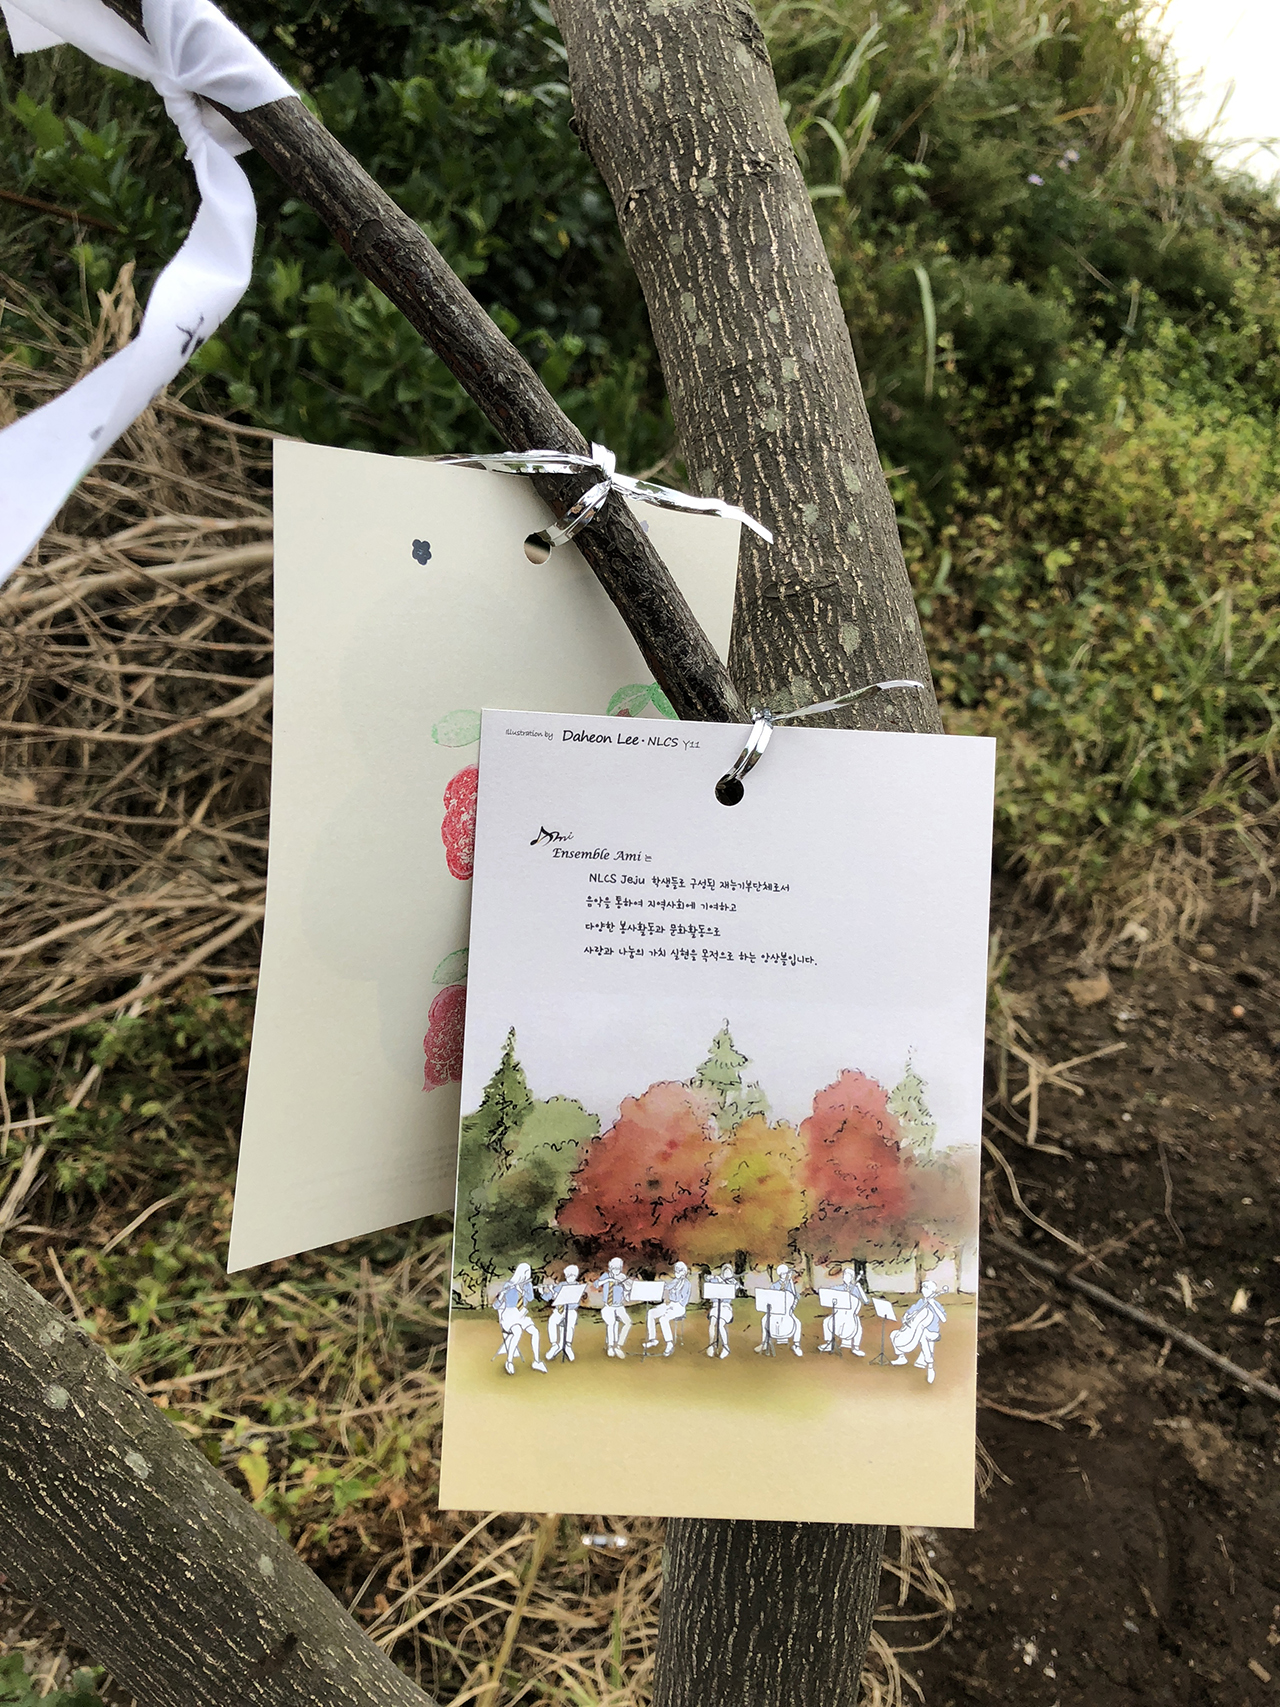 Illustration by Daheon Lee · NLCS Y11
Ami
Ensemble Ami 는
NLCS Jeju 학생들로 구성된 재능기부단체로서
음악을 통하여 지역사회에 기여하고
다양한 봉사활동과 문화활동으로
사랑과 나눔의 가치 실현을 목적으로 하는 앙상블입니다.